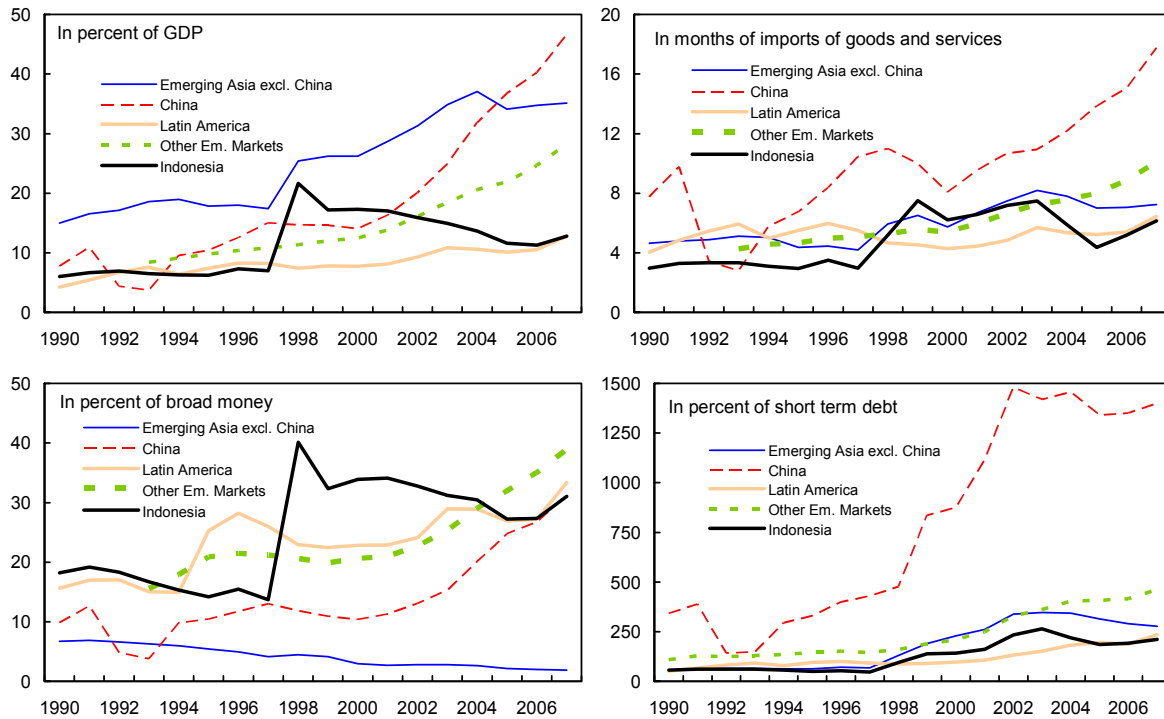 In percent of GDP
50
40
30
20
10
0
Emerging Asia excl. China
China
Latin America
Other Em. Markets
Indonesia
1990 1992 1994 1996 1998 2000 2002 2004 2006
In months of imports of goods and services
20
16
12
8
4
0
Emerging Asia excl. China
China
Latin America
Other Em. Markets
Indonesia
1990 1992 1994 1996 1998 2000 2002 2004 2006
In percent of broad money
50
40
30
20
10
0
Emerging Asia excl. China
China
Latin America
Other Em. Markets
Indonesia
1990 1992 1994 1996 1998 2000 2002 2004 2006
In percent of short term debt
1500
1250
1000
750
500
250
0
Emerging Asia excl. China
China
Latin America
Other Em. Markets
Indonesia
1990 1992 1994 1996 1998 2000 2002 2004 2006